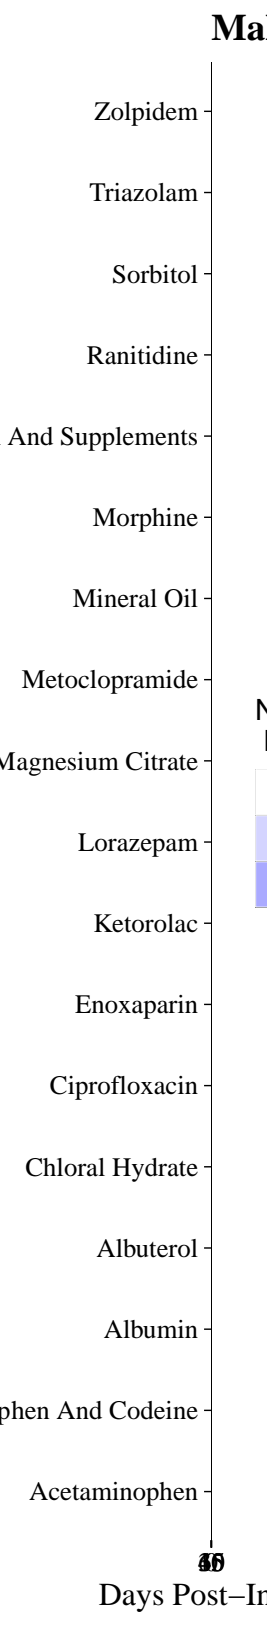 Mal
Zolpidem
Triazolam
Sorbitol
Ranitidine
And Supplements
Morphine
Mineral Oil
Metoclopramide
Magnesium Citrate
Lorazepam
Ketorolac
Enoxaparin
Ciprofloxacin
Chloral Hydrate
Albuterol
Albumin
phen And Codeine
Acetaminophen
Days Post−In